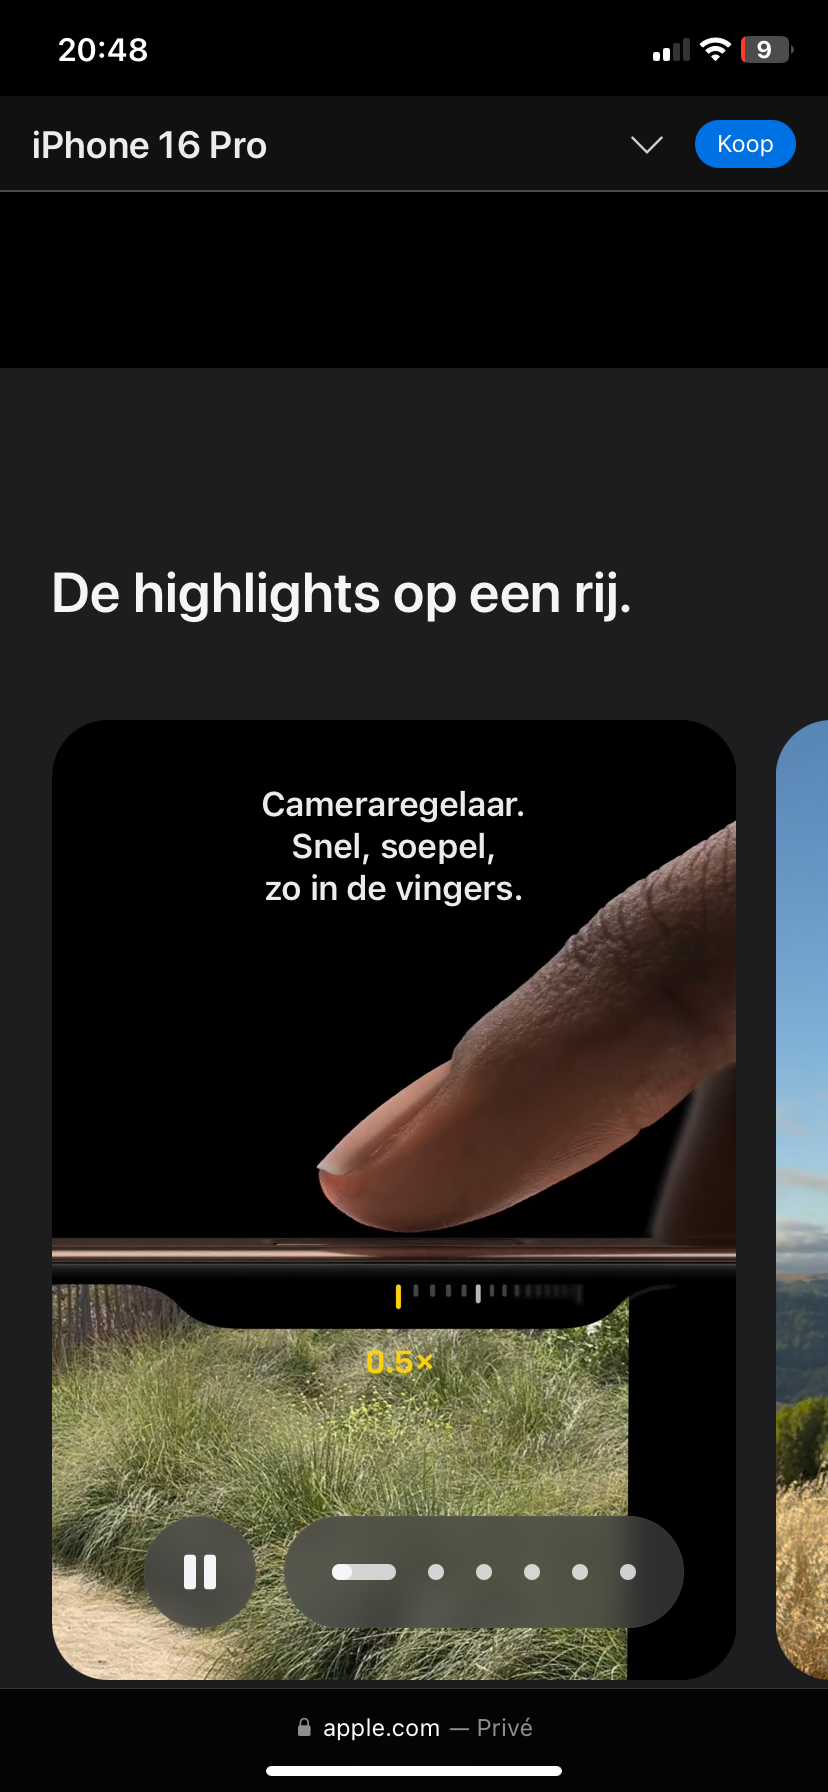 20:48
9
iPhone 16 Pro
Koop
De highlights op een rij.
Cameraregelaar.
Snel, soepel,
zo in de vingers.
0.5×
apple.com — Privé